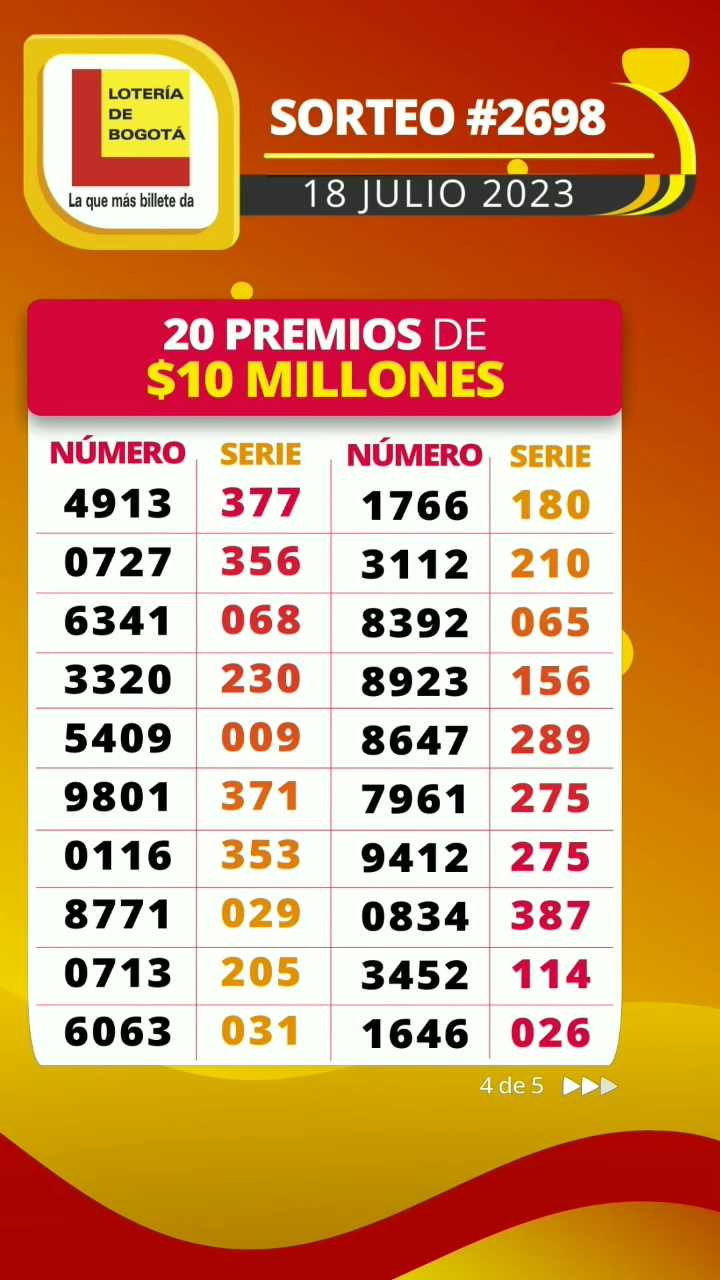 LOTERÍA
DE
BOGOTÁ
La que más billete da
SORTEO #2698
18 JULIO 2023
20 PREMIOS DE
$10 MILLONES
NÚMERO SERIE NÚMERO SERIE
4913 377 1766 180
0727 356 3112 210
6341 068 8392 065
3320 230 8923 156
5409 009 8647 289
9801 371 7961 275
0116 353 9412 275
8771 029 0834 387
0713 205 3452 114
6063 031 1646 026
4 de 5